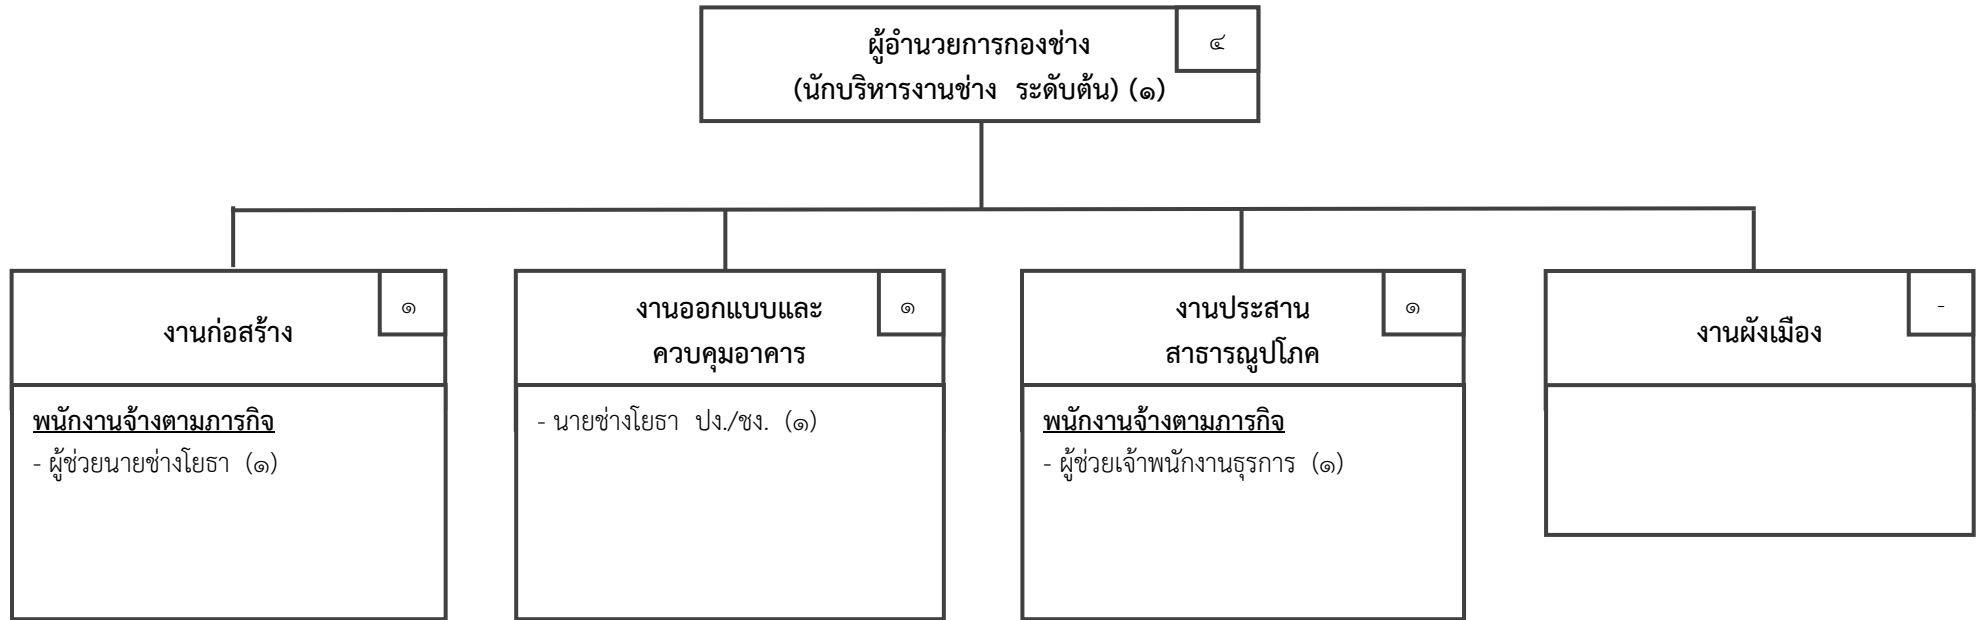 ผู้อำนวยการกองช่าง
(นักบริหารงานช่าง ระดับต้น) (๑)
๔
งานก่อสร้าง
๑
พนักงานจ้างตามภารกิจ
- ผู้ช่วยนายช่างโยธา (๑)
งานออกแบบและ
ควบคุมอาคาร
๑
- นายช่างโยธา ปง./ชง. (๑)
งานประสาน
สาธารณูปโภค
๑
พนักงานจ้างตามภารกิจ
- ผู้ช่วยเจ้าพนักงานธุรการ (๑)
งานผังเมือง
-